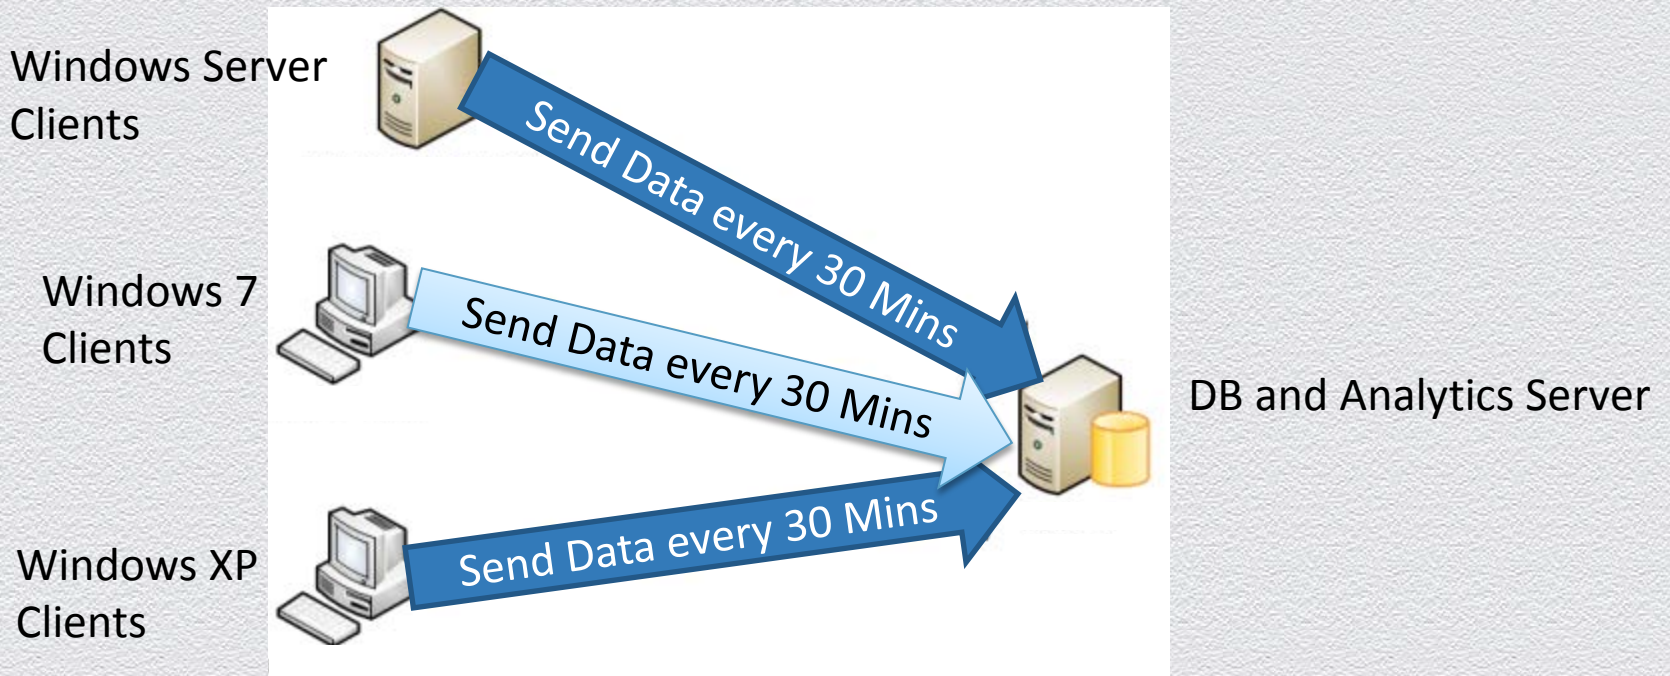 Windows Server
Clients
Send Data every 30 Mins
Windows 7
Clients
Send Data every 30 Mins
DB and Analytics Server
Windows XP
Clients
Send Data every 30 Mins